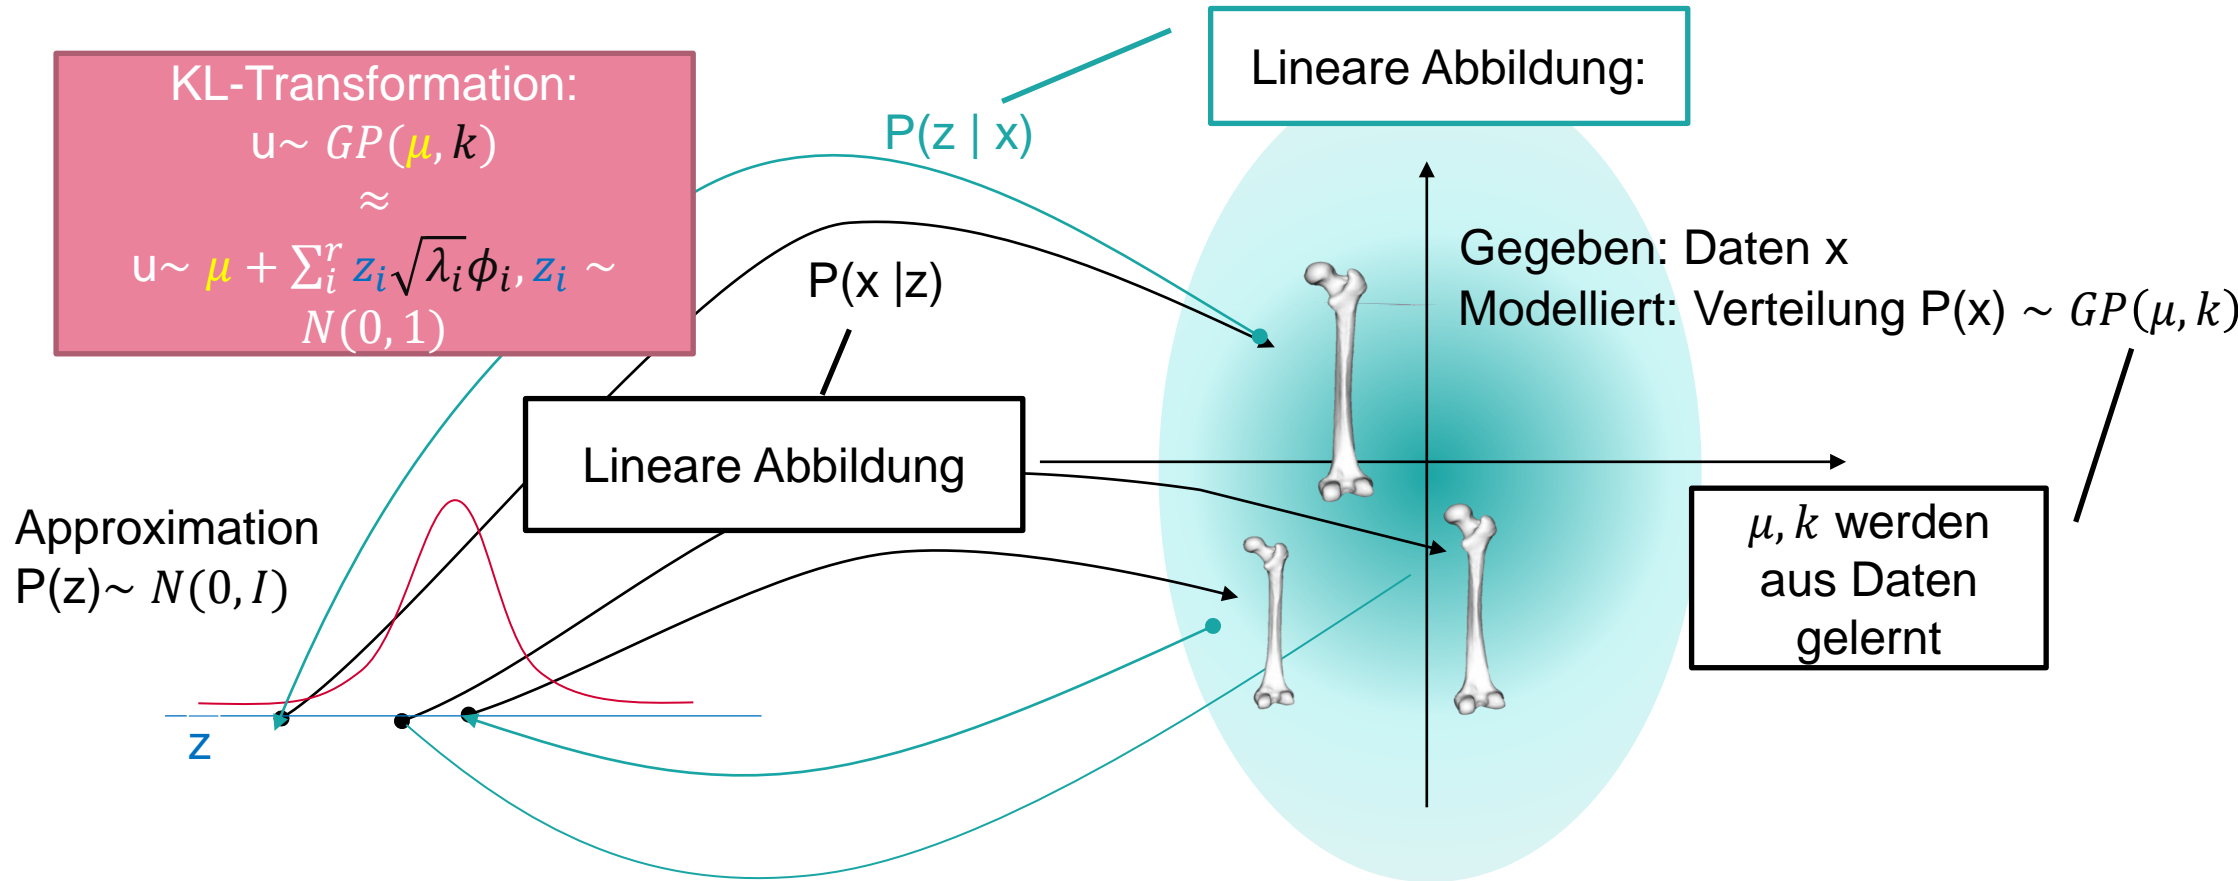 KL-Transformation:
u~ GP(μ, k)
≈
u~ μ + ∑ᵢʳ zᵢ√λᵢϕᵢ, zᵢ ~
N(0, 1)
Lineare Abbildung:
P(z | x)
P(x |z)
Lineare Abbildung
Gegeben: Daten x
Modelliert: Verteilung P(x) ~ GP(μ, k)
μ, k werden
aus Daten
gelernt
Approximation
P(z)~ N(0, I)
z